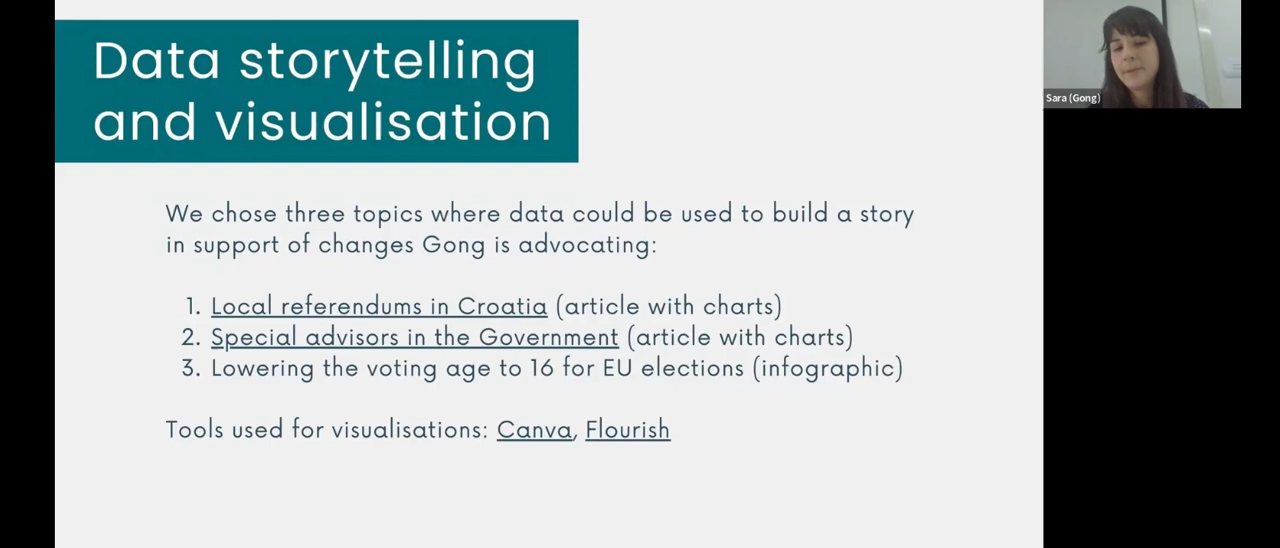 Data storytelling
and visualisation
Sara (Gong)
We chose three topics where data could be used to build a story
in support of changes Gong is advocating:
1. Local referendums in Croatia (article with charts)
2. Special advisors in the Government (article with charts)
3. Lowering the voting age to 16 for EU elections (infographic)
Tools used for visualisations: Canva, Flourish